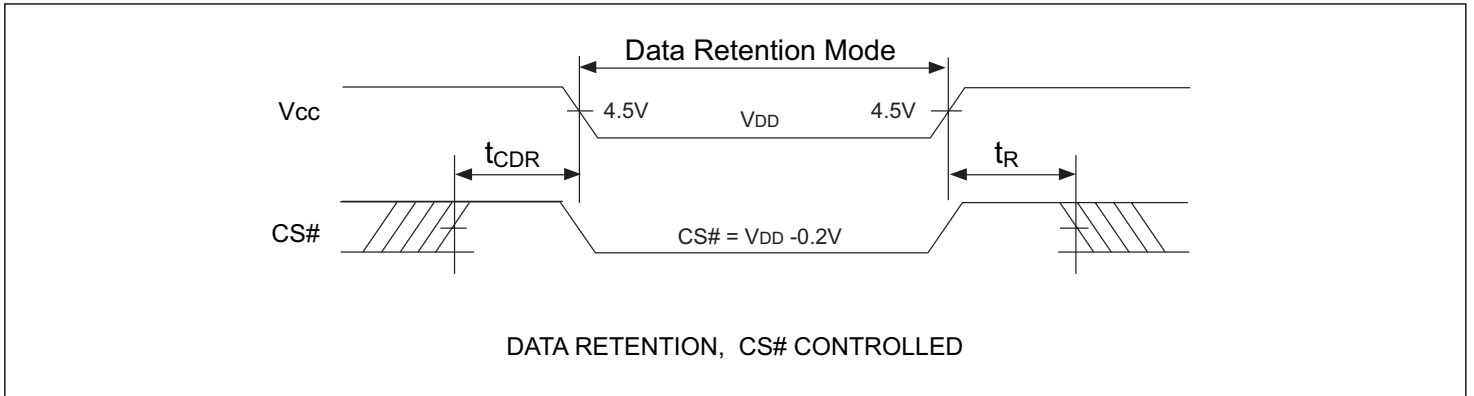 Data Retention Mode
Vcc
4.5V
VDD
4.5V
tCDR
tR
CS#
CS# = VDD -0.2V
DATA RETENTION, CS# CONTROLLED